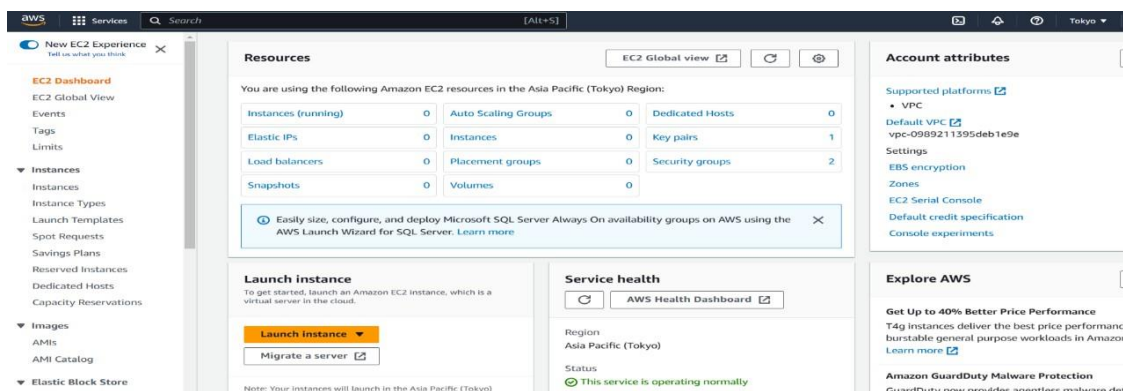 aws Services Search [Alt+S] Tokyo
New EC2 Experience
Tell us what you think
EC2 Dashboard
EC2 Global View
Events
Tags
Limits
Instances
Instances
Instance Types
Launch Templates
Spot Requests
Savings Plans
Reserved Instances
Dedicated Hosts
Capacity Reservations
Images
AMIs
AMI Catalog
Elastic Block Store
Resources
EC2 Global view
You are using the following Amazon EC2 resources in the Asia Pacific (Tokyo) Region:
Instances (running) 0 Auto Scaling Groups 0 Dedicated Hosts 0
Elastic IPs 0 Instances 0 Key pairs 1
Load balancers 0 Placement groups 0 Security groups 2
Snapshots 0 Volumes 0
Easily size, configure, and deploy Microsoft SQL Server Always On availability groups on AWS using the
AWS Launch Wizard for SQL Server. Learn more
Launch instance
To get started, launch an Amazon EC2 instance, which is a
virtual server in the cloud.
Launch instance
Migrate a server
Note: Your instances will launch in the Asia Pacific (Tokyo)
Service health
AWS Health Dashboard
Region
Asia Pacific (Tokyo)
Status
This service is operating normally
Account attributes
Supported platforms
VPC
Default VPC
vpc-0989211395deb1e9e
Settings
EBS encryption
Zones
EC2 Serial Console
Default credit specification
Console experiments
Explore AWS
Get Up to 40% Better Price Performance
T4g instances deliver the best price performanc
burstable general purpose workloads in Amazo
Learn more
Amazon GuardDuty Malware Protection
GuardDuty now provides agentless malware det